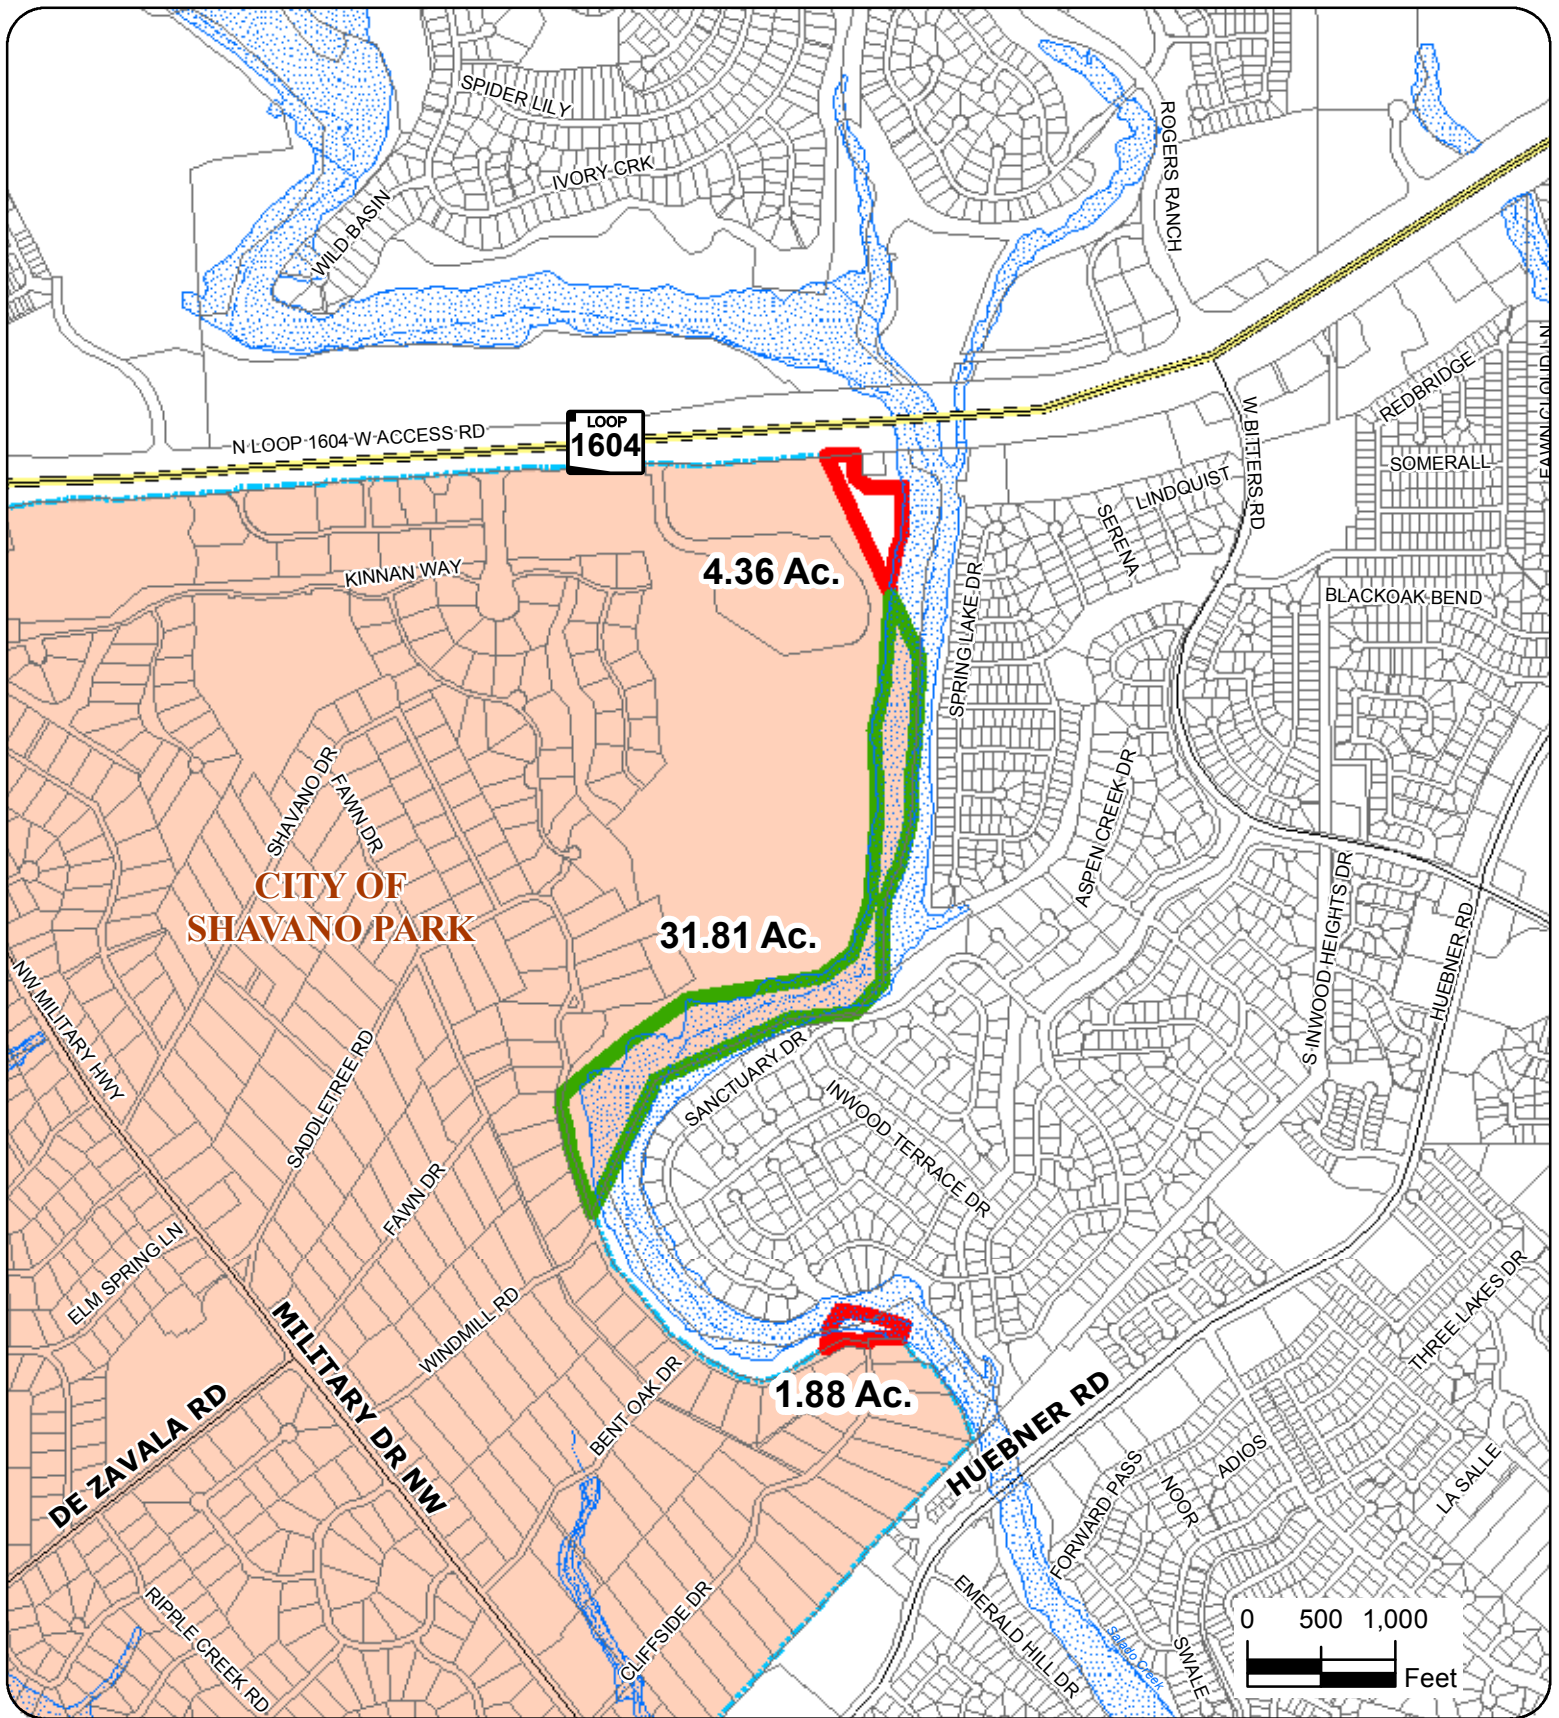 SPIDER LILY
IVORY CRK
WILD BASIN
ROGERS RANCH
N LOOP 1604 W ACCESS RD
LOOP
1604
W BITTERS RD
REDBRIDGE
SOMERALL
LINDQUIST
SERENA
BLACKOAK BEND
KINNAN WAY
4.36 Ac.
SPRING LAKE DR
SHAVANO DR
FAWN DR
ASPEN CREEK DR
CITY OF
SHAVANO PARK
31.81 Ac.
S INWOOD HEIGHTS DR
HUEBNER RD
NW MILITARY HWY
SADDLETREE RD
SANCTUARY DR
INWOOD TERRACE DR
FAWN DR
ELM SPRING LN
WINDMILL RD
MILITARY DR NW
THREE LAKES DR
1.88 Ac.
BENT OAK DR
DE ZAVALA RD
HUEBNER RD
FORWARD PASS
NOOR
ADIOS
LA SALLE
RIPPLE CREEK RD
CLIFFSIDE DR
EMERALD HILL DR
SWALE
Salado Creek
0 500 1,000
Feet